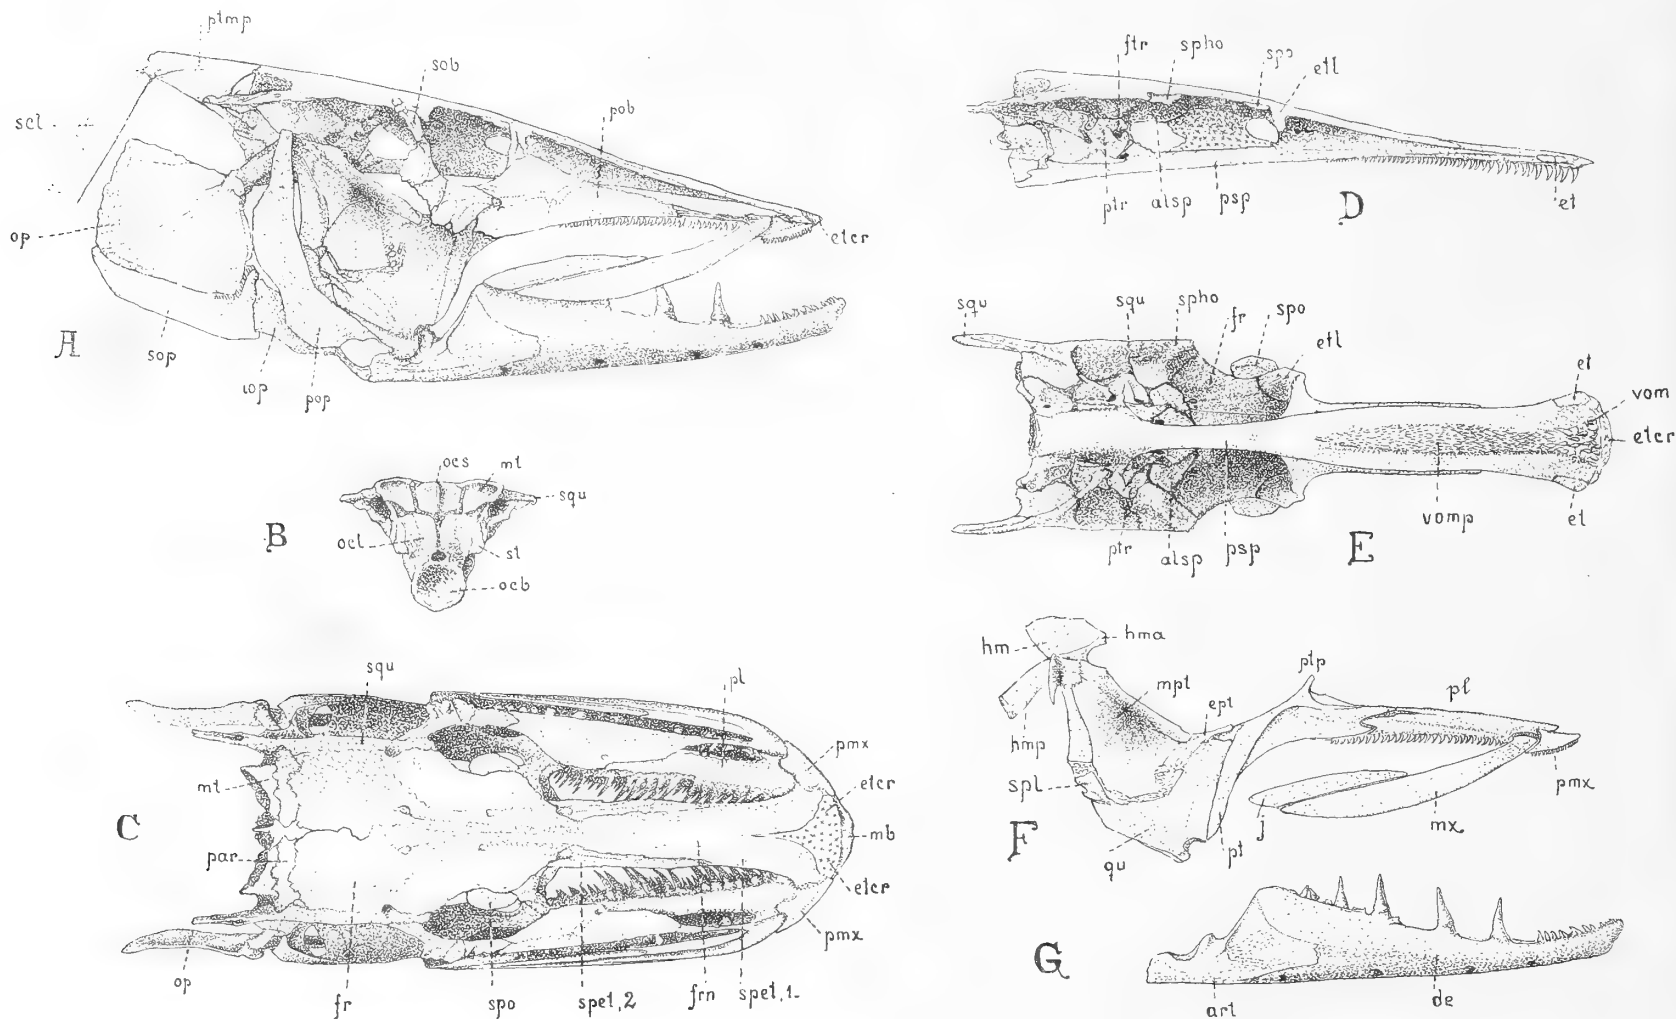 ptmp
sob
scl
pob
op
etcr
A
sop
iop
pop
ocs
mt
squ
B
ocl
st
ocb
squ
pl
pmx
mt
etcr
C
mb
par
etcr
pmx
op
fr
spo
spet,2
frn
spet,1-
ftr
spho
spo
etl
ptr
alsp
psp
D
et
squ
squ
spho
fr
spo
etl
et
vom
etcr
vomp
et
ptr
alsp
psp
E
hm
hma
ptp
mpt
ept
pl
hmp
spl
pmx
F
j
mx
qu
pt
G
art
de